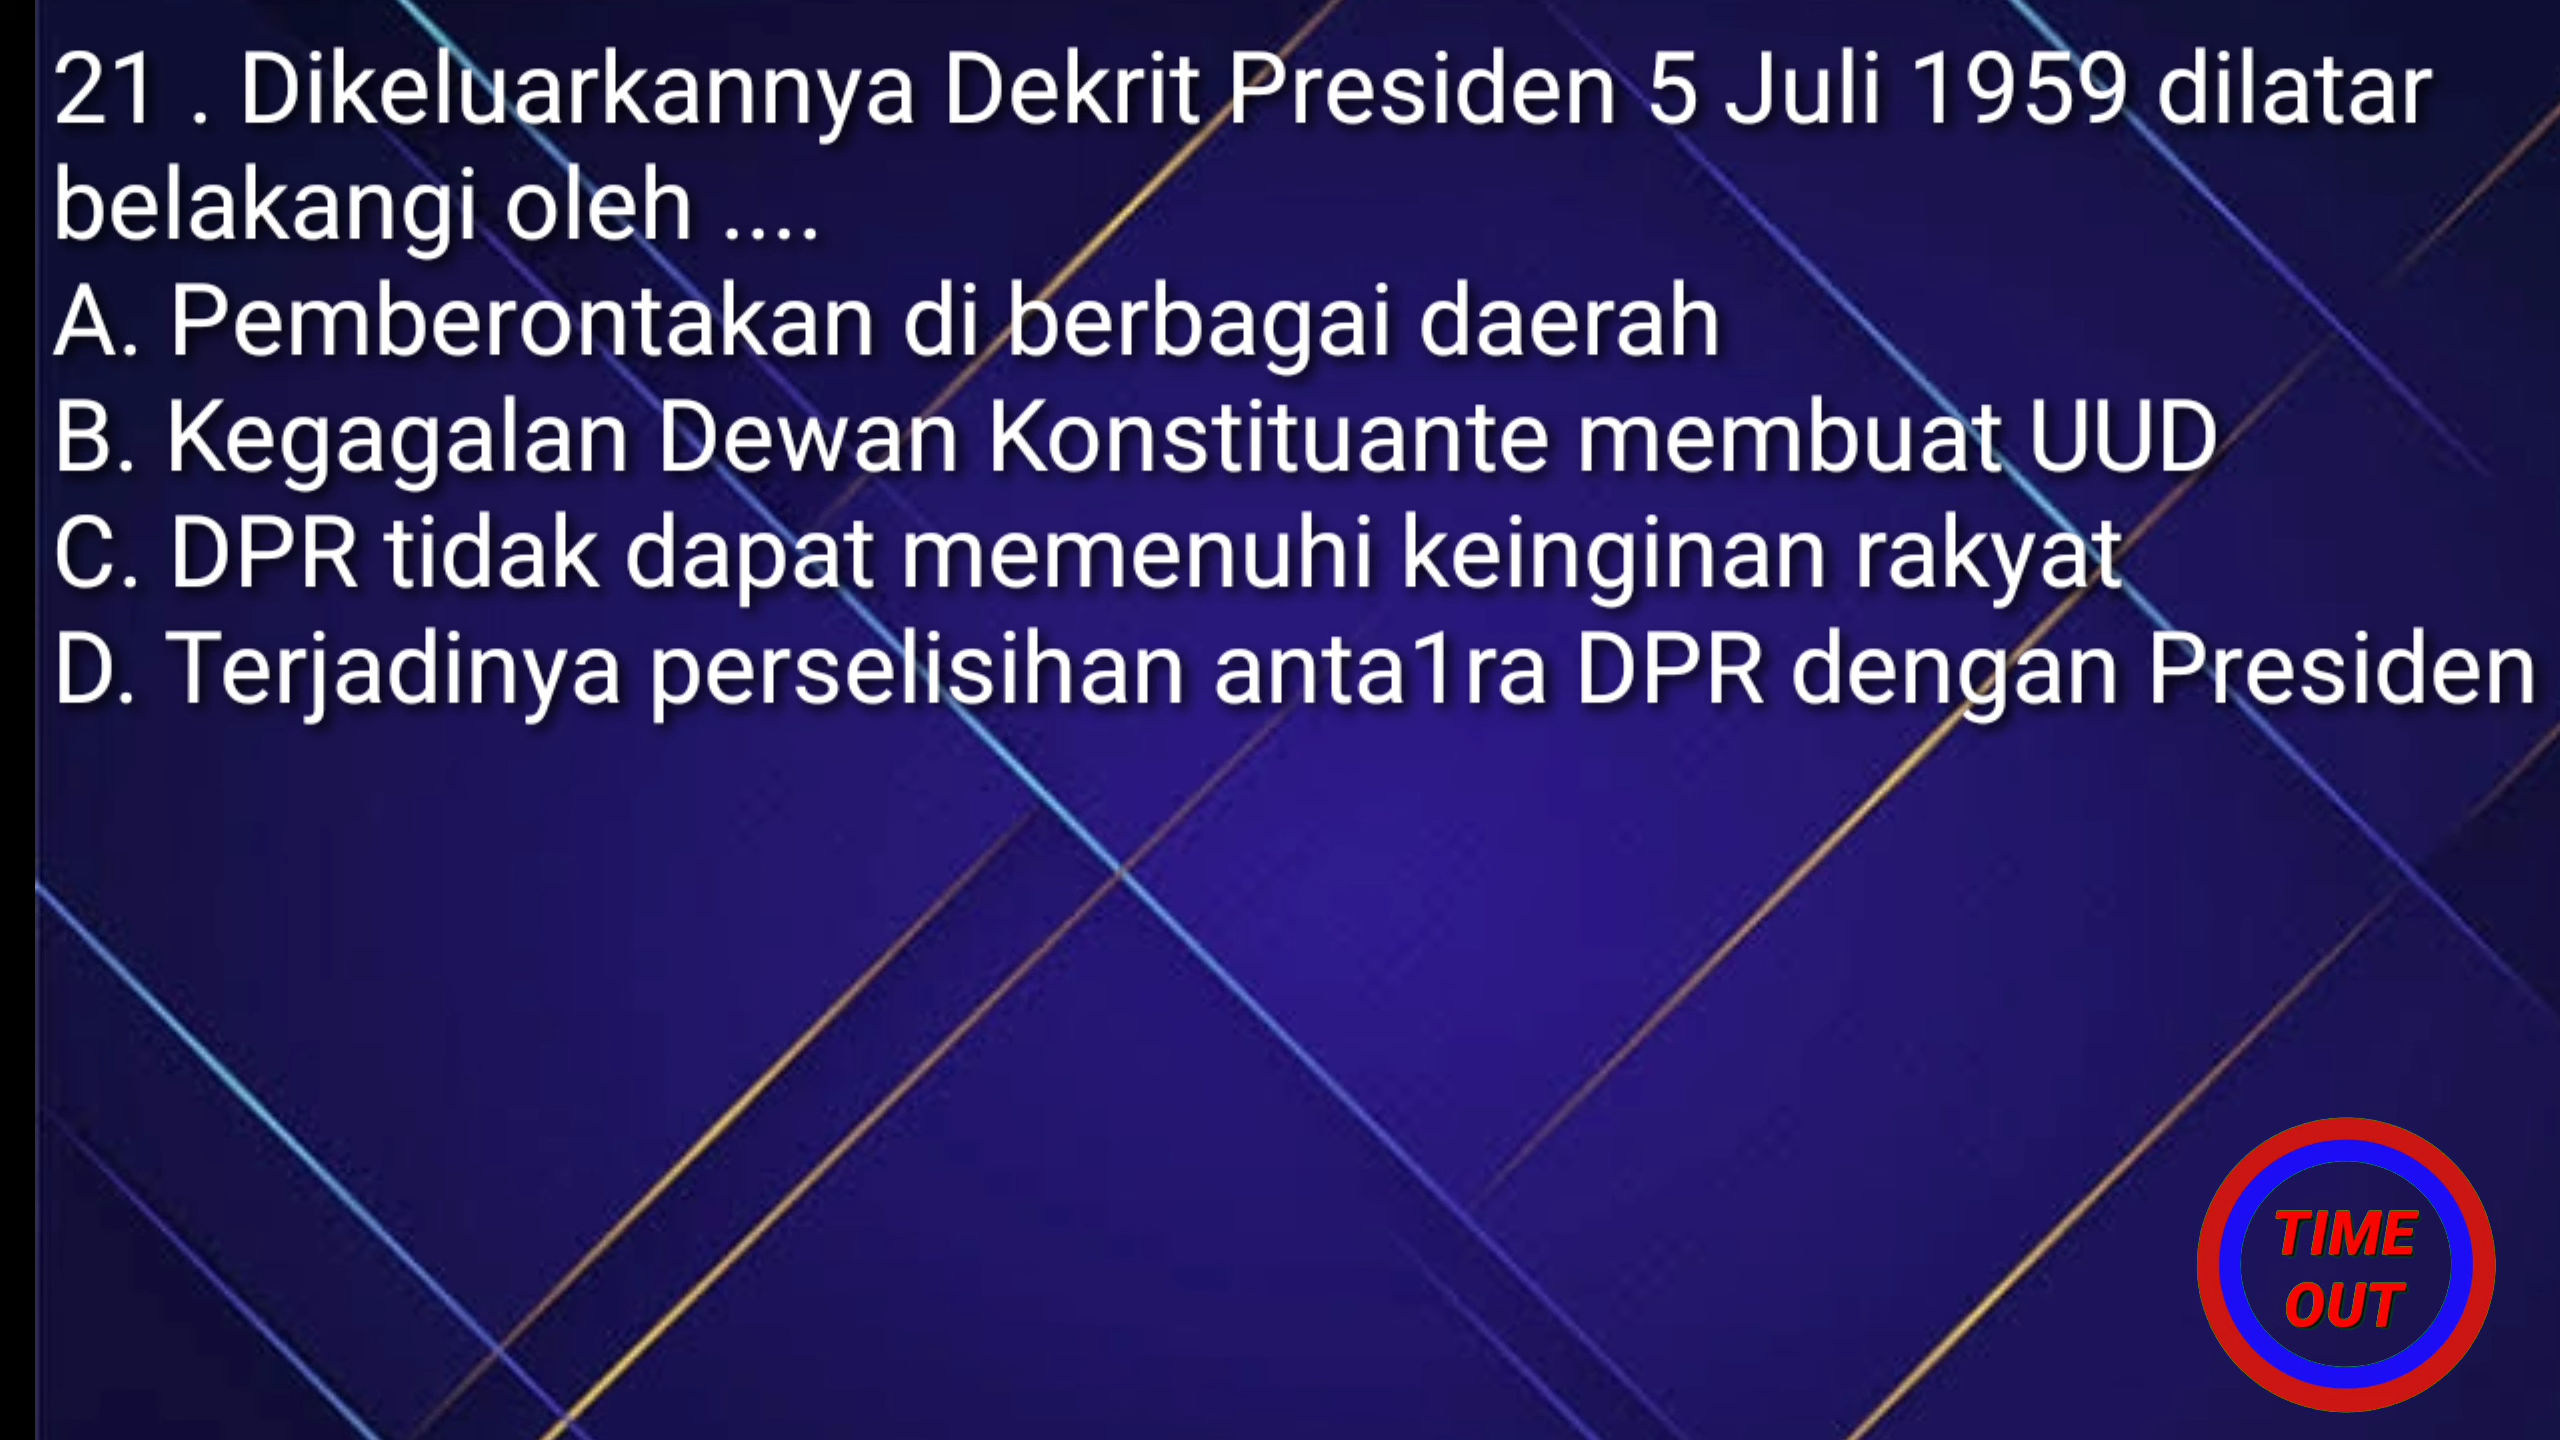 21 . Dikeluarkannya Dekrit Presiden 5 Juli 1959 dilatar
belakangi oleh ....
A. Pemberontakan di berbagai daerah
B. Kegagalan Dewan Konstituante membuat UUD
C. DPR tidak dapat memenuhi keinginan rakyat
D. Terjadinya perselisihan anta1ra DPR dengan Presiden
TIME
OUT